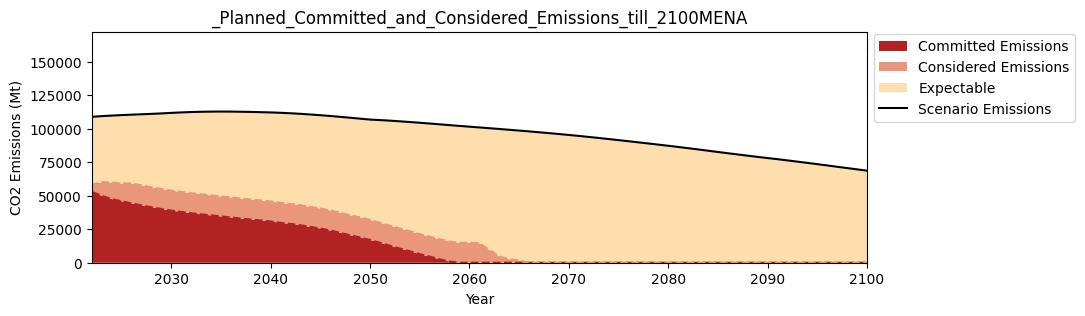 _Planned_Committed_and_Considered_Emissions_till_2100MENA
CO2 Emissions (Mt)
150000
125000
100000
75000
50000
25000
0
2030 2040 2050 2060 2070 2080 2090 2100
Year
Committed Emissions
Considered Emissions
Expectable
Scenario Emissions